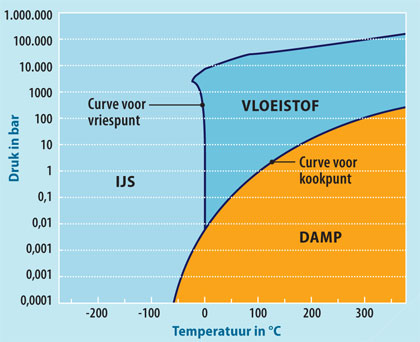 1.000.000
100.000
10.000
1000
100
10
1
0,1
0,01
0,001
0,001
0,0001
Druk in bar
Curve voor
vriespunt
VLOEISTOF
Curve voor
kookpunt
IJS
DAMP
-200
-100
0
100
200
300
Temperatuur in °C